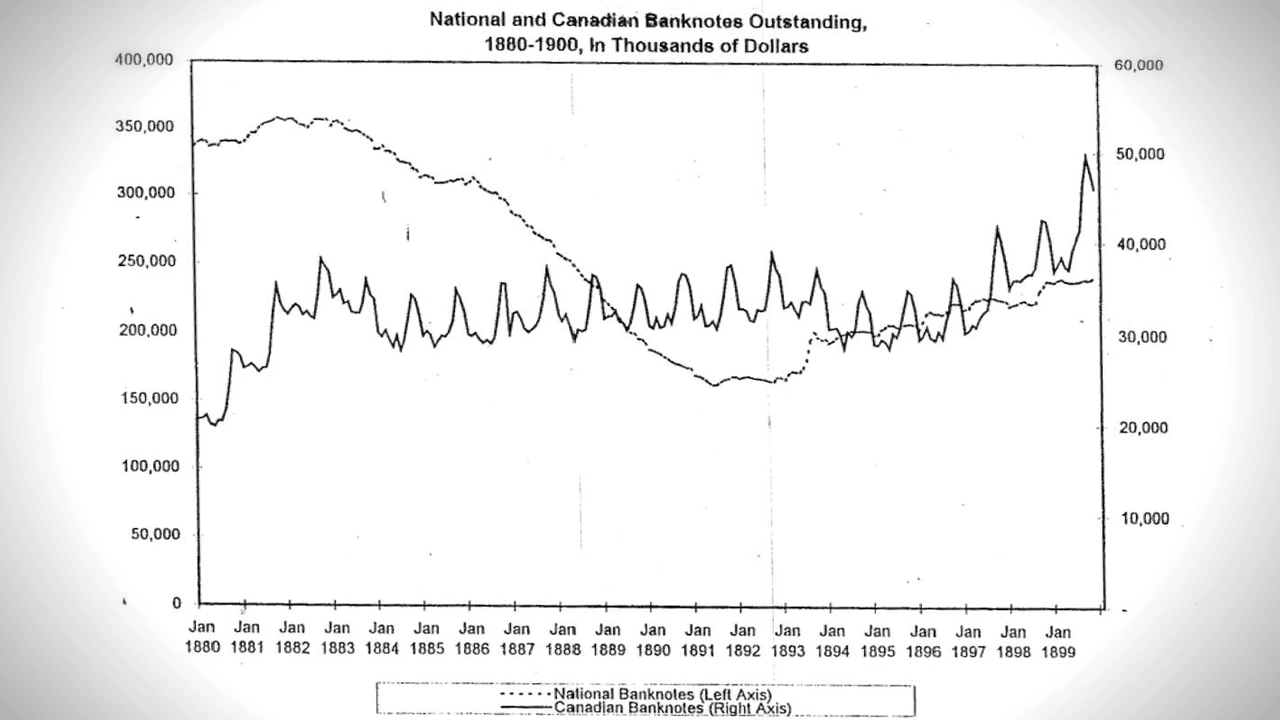 National and Canadian Banknotes Outstanding,
1880-1900, In Thousands of Dollars
400,000
350,000
300,000
250,000
200,000
150,000
100,000
50,000
0
60,000
50,000
40,000
30,000
20,000
10,000
-
Jan Jan Jan Jan Jan Jan Jan Jan Jan Jan Jan Jan Jan Jan Jan Jan Jan Jan Jan Jan
1880 1881 1882 1883 1884 1885 1886 1887 1888 1889 1890 1891 1892 1893 1894 1895 1896 1897 1898 1899
National Banknotes (Left Axis)
Canadian Banknotes (Right Axis)